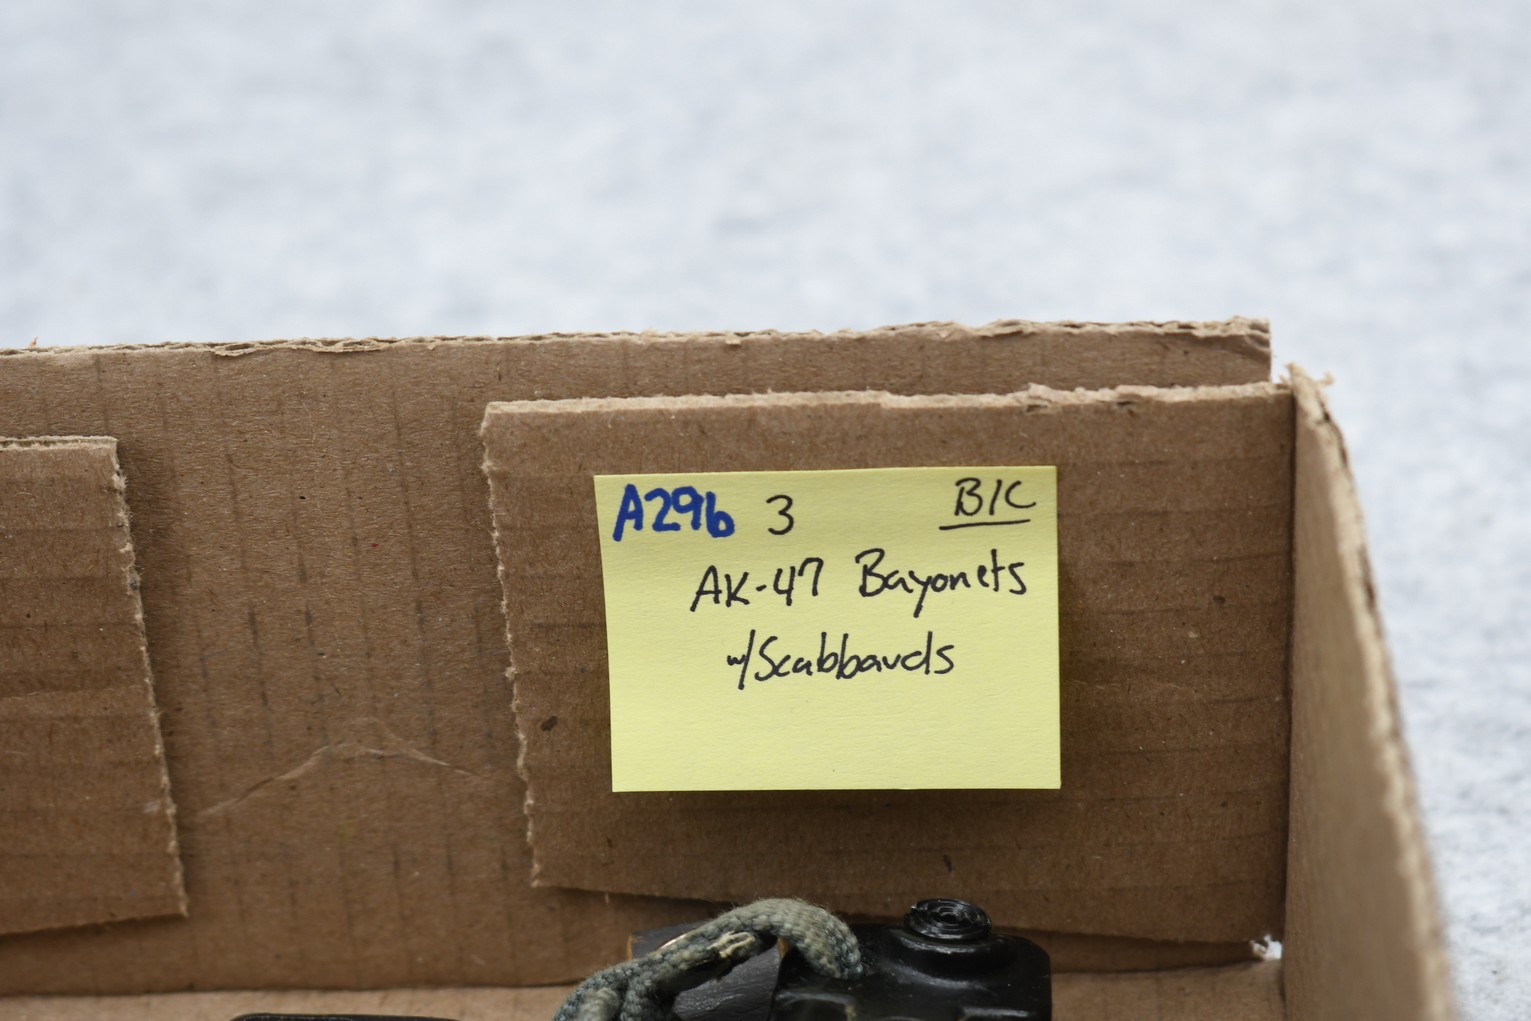 A296 3 B/C
AK-47 Bayonets
w/Scabbards